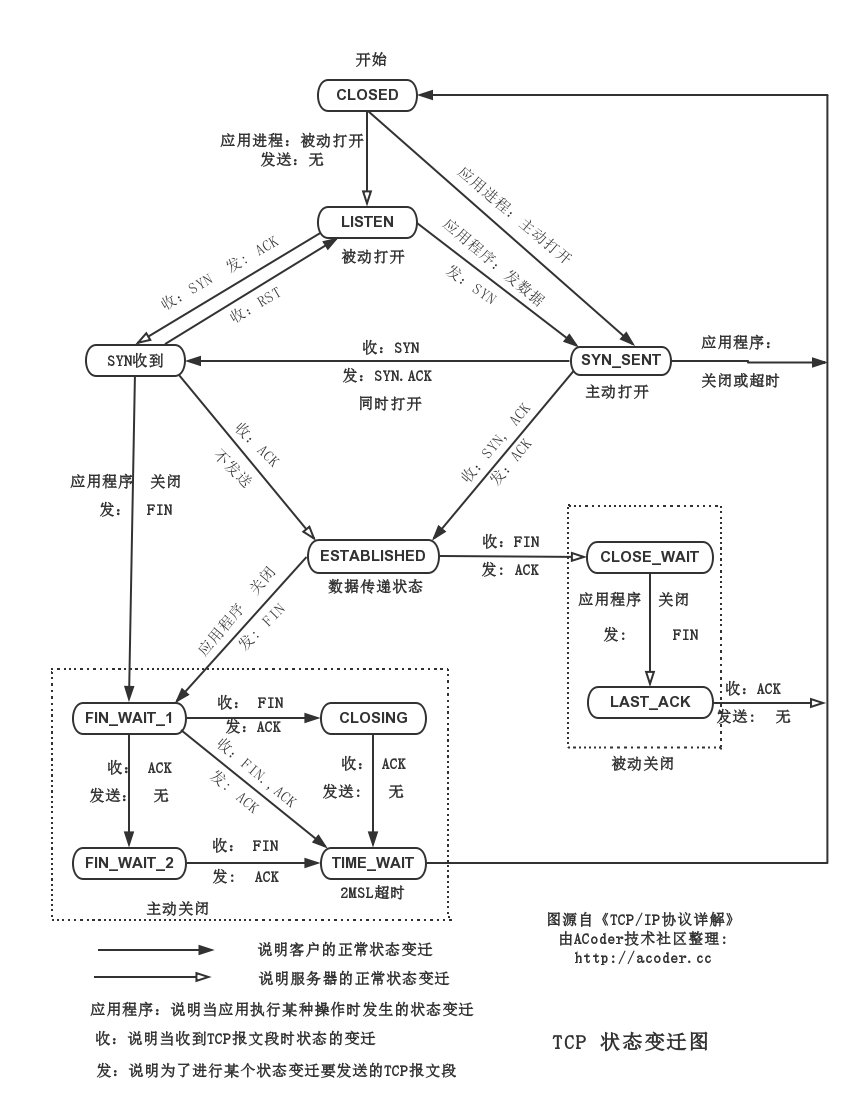 开始
CLOSED
应用进程：被动打开
发送：无
应用进程：主动打开
LISTEN
被动打开
应用程序：发数据
发：SYN
收：SYN 发：ACK
收：RST
SYN收到
收：SYN
发：SYN.ACK
同时打开
SYN_SENT
主动打开
应用程序：
关闭或超时
收：ACK
不发送
收：SYN，ACK
发：ACK
应用程序 关闭
发： FIN
ESTABLISHED
数据传递状态
收：FIN
发：ACK
CLOSE_WAIT
应用程序 关闭
发： FIN
应用程序 关闭
发：FIN
LAST_ACK
收：ACK
发送： 无
被动关闭
FIN_WAIT_1
收： FIN
发：ACK
CLOSING
收： ACK
发送： 无
收：FIN.,ACK
发：ACK
收： ACK
发送： 无
FIN_WAIT_2
收： FIN
发： ACK
TIME_WAIT
2MSL超时
主动关闭
图源自《TCP/IP协议详解》
由ACoder技术社区整理：
http://acoder.cc
说明客户的正常状态变迁
说明服务器的正常状态变迁
应用程序：说明当应用执行某种操作时发生的状态变迁
收：说明当收到TCP报文段时状态的变迁
发：说明为了进行某个状态变迁要发送的TCP报文段
TCP 状态变迁图